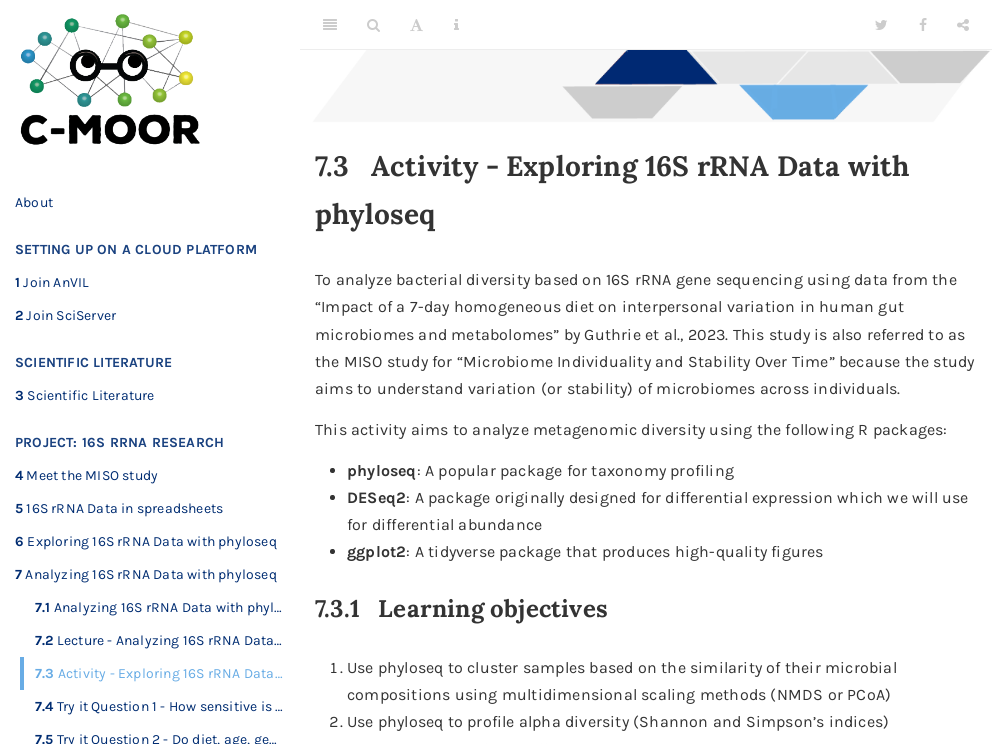 C-MOOR
About
SETTING UP ON A CLOUD PLATFORM
1 Join AnVIL
2 Join SciServer
SCIENTIFIC LITERATURE
3 Scientific Literature
PROJECT: 16S RRNA RESEARCH
4 Meet the MISO study
5 16S rRNA Data in spreadsheets
6 Exploring 16S rRNA Data with phyloseq
7 Analyzing 16S rRNA Data with phyloseq
7.1 Analyzing 16S rRNA Data with phyl...
7.2 Lecture - Analyzing 16S rRNA Data...
7.3 Activity - Exploring 16S rRNA Data...
7.4 Try it Question 1 - How sensitive is ...
7.5 Try it Question 2 - Do diet, age, ge...
7.3 Activity - Exploring 16S rRNA Data with
phyloseq
To analyze bacterial diversity based on 16S rRNA gene sequencing using data from the
“Impact of a 7-day homogeneous diet on interpersonal variation in human gut
microbiomes and metabolomes” by Guthrie et al., 2023. This study is also referred to as
the MISO study for “Microbiome Individuality and Stability Over Time” because the study
aims to understand variation (or stability) of microbiomes across individuals.
This activity aims to analyze metagenomic diversity using the following R packages:
• phyloseq: A popular package for taxonomy profiling
• DESeq2: A package originally designed for differential expression which we will use
for differential abundance
• ggplot2: A tidyverse package that produces high-quality figures
7.3.1 Learning objectives
1. Use phyloseq to cluster samples based on the similarity of their microbial
compositions using multidimensional scaling methods (NMDS or PCoA)
2. Use phyloseq to profile alpha diversity (Shannon and Simpson’s indices)